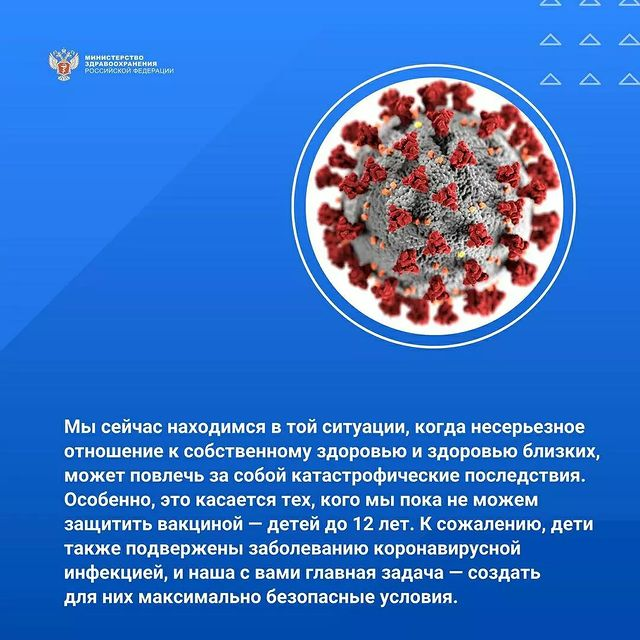 МИНИСТЕРСТВО
ЗДРАВООХРАНЕНИЯ
РОССИЙСКОЙ ФЕДЕРАЦИИ
Мы сейчас находимся в той ситуации, когда несерьезное
отношение к собственному здоровью и здоровью близких,
может повлечь за собой катастрофические последствия.
Особенно, это касается тех, кого мы пока не можем
защитить вакциной — детей до 12 лет. К сожалению, дети
также подвержены заболеванию коронавирусной
инфекцией, и наша с вами главная задача — создать
для них максимально безопасные условия.